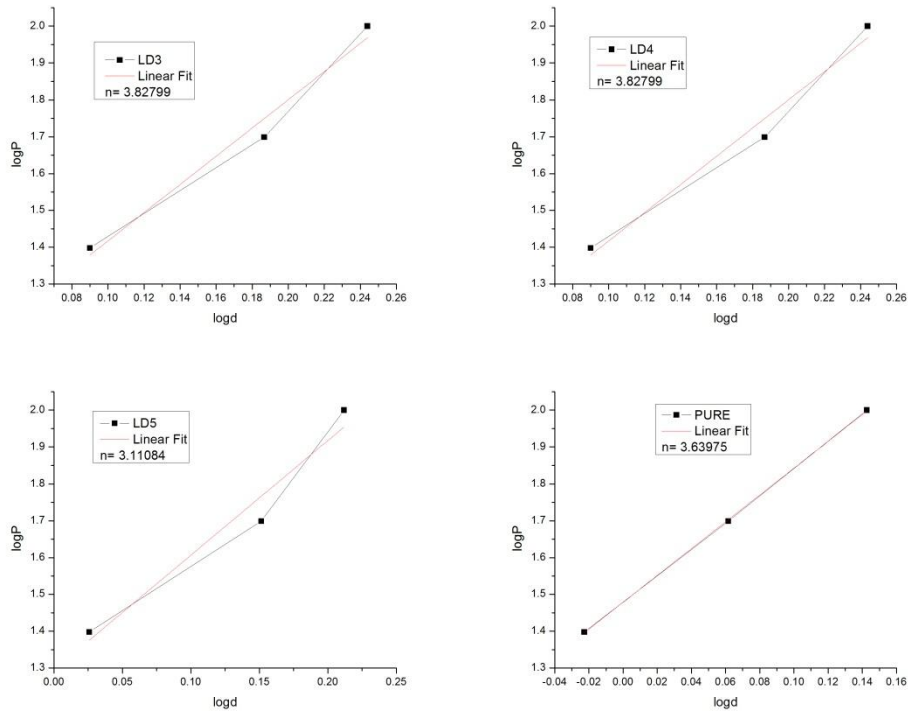 2.0
1.9
1.8
1.7
1.6
1.5
1.4
1.3
logP
LD3
Linear Fit
n= 3.82799
0.08 0.10 0.12 0.14 0.16 0.18 0.20 0.22 0.24 0.26
logd
2.0
1.9
1.8
1.7
1.6
1.5
1.4
1.3
logP
LD4
Linear Fit
n= 3.82799
0.08 0.10 0.12 0.14 0.16 0.18 0.20 0.22 0.24 0.26
logd
2.0
1.9
1.8
1.7
1.6
1.5
1.4
1.3
logP
LD5
Linear Fit
n= 3.11084
0.00 0.05 0.10 0.15 0.20 0.25
logd
2.0
1.9
1.8
1.7
1.6
1.5
1.4
1.3
logP
PURE
Linear Fit
n= 3.63975
-0.04 -0.02 0.00 0.02 0.04 0.06 0.08 0.10 0.12 0.14 0.16
logd